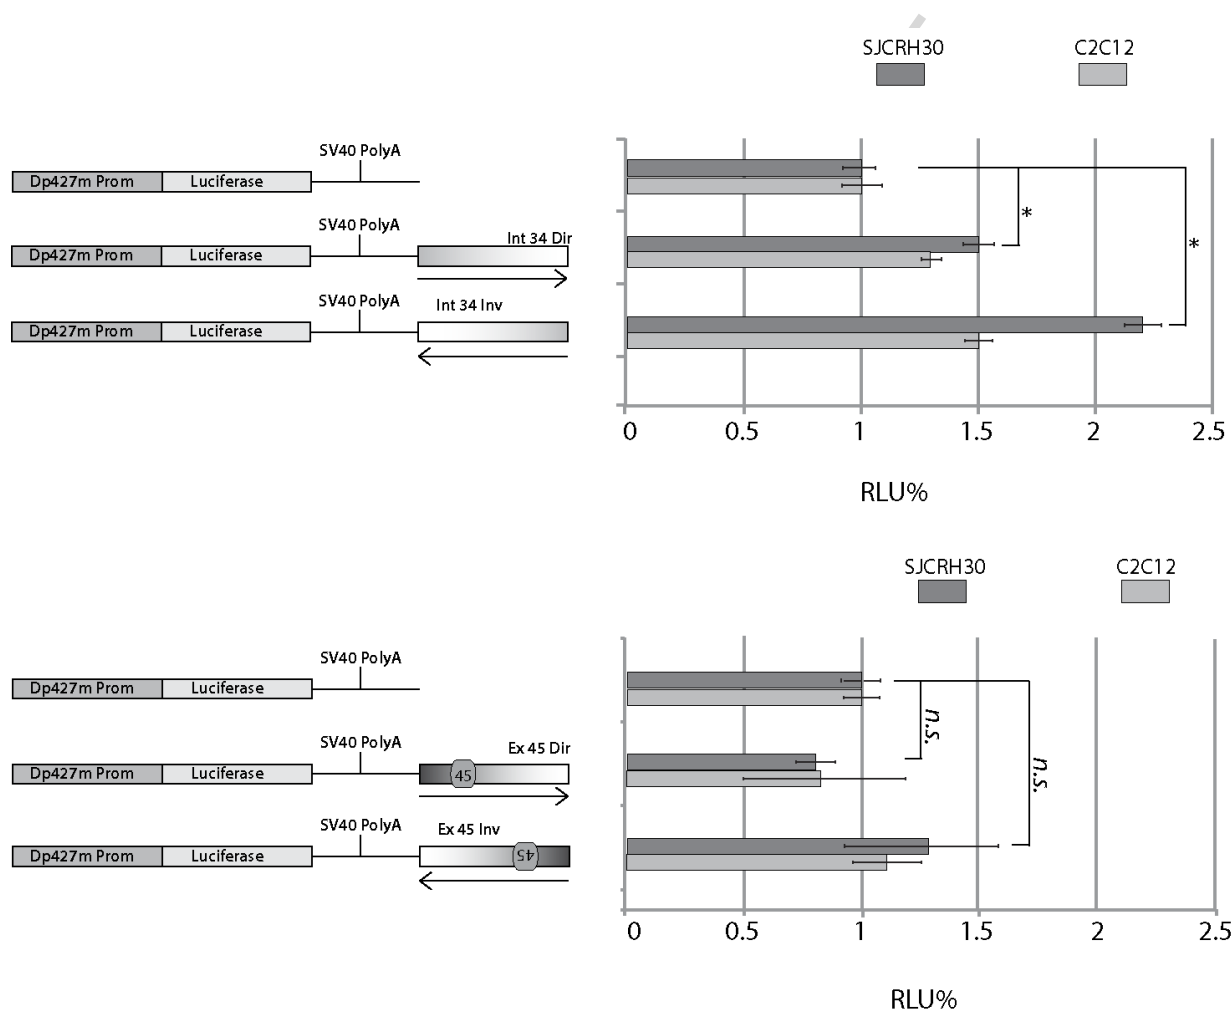 SJCRH30 C2C12
SV40 PolyA
Dp427m Prom Luciferase
SV40 PolyA
Int 34 Dir
Dp427m Prom Luciferase
*
*
SV40 PolyA
Int 34 Inv
Dp427m Prom Luciferase
0 0.5 1 1.5 2 2.5
RLU%
SJCRH30 C2C12
SV40 PolyA
Dp427m Prom Luciferase
n.s.
SV40 PolyA
Ex 45 Dir
Dp427m Prom Luciferase
45
n.s.
SV40 PolyA
Ex 45 Inv
Dp427m Prom Luciferase
45
0 0.5 1 1.5 2 2.5
RLU%